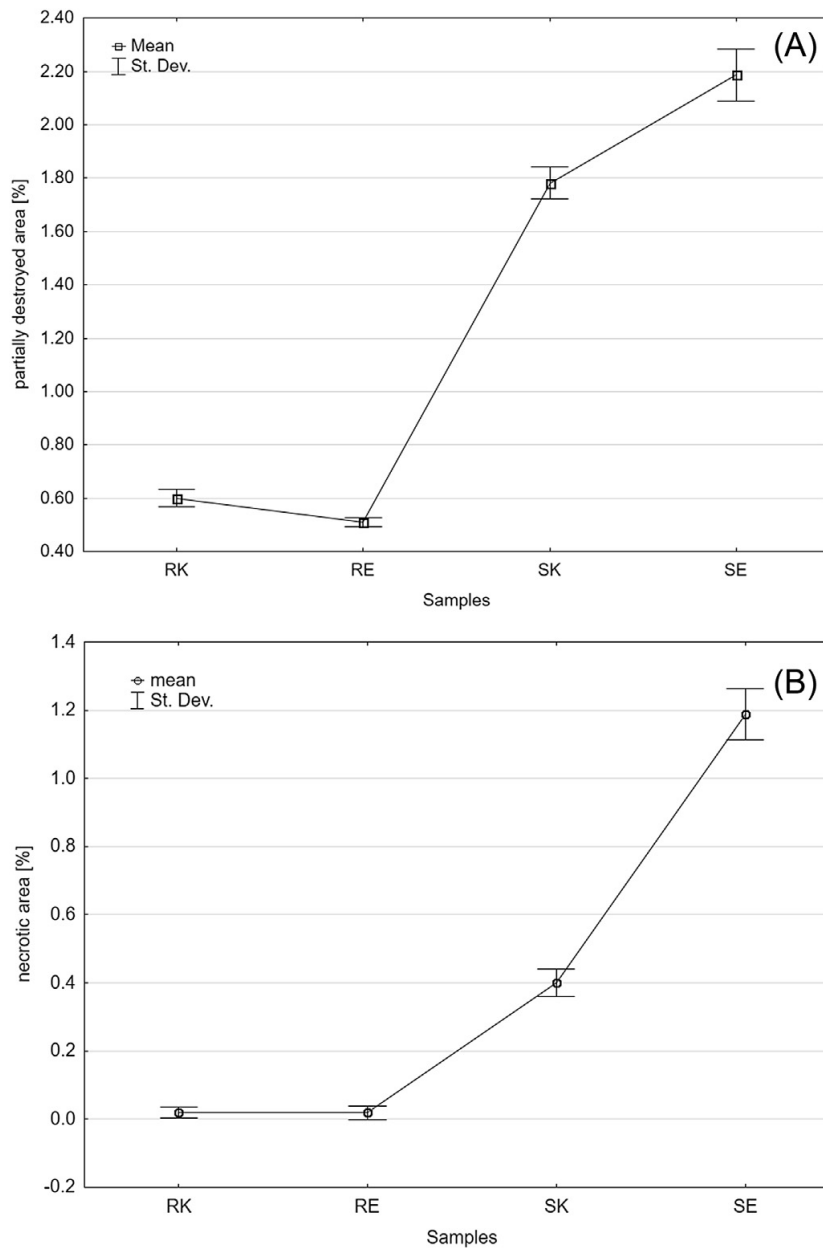 2.40
2.20
2.00
1.80
1.60
1.40
1.20
1.00
0.80
0.60
0.40
partially destroyed area [%]
Mean
St. Dev.
(A)
RK RE SK SE
Samples
1.4
1.2
1.0
0.8
0.6
0.4
0.2
0.0
-0.2
necrotic area [%]
mean
St. Dev.
(B)
RK RE SK SE
Samples